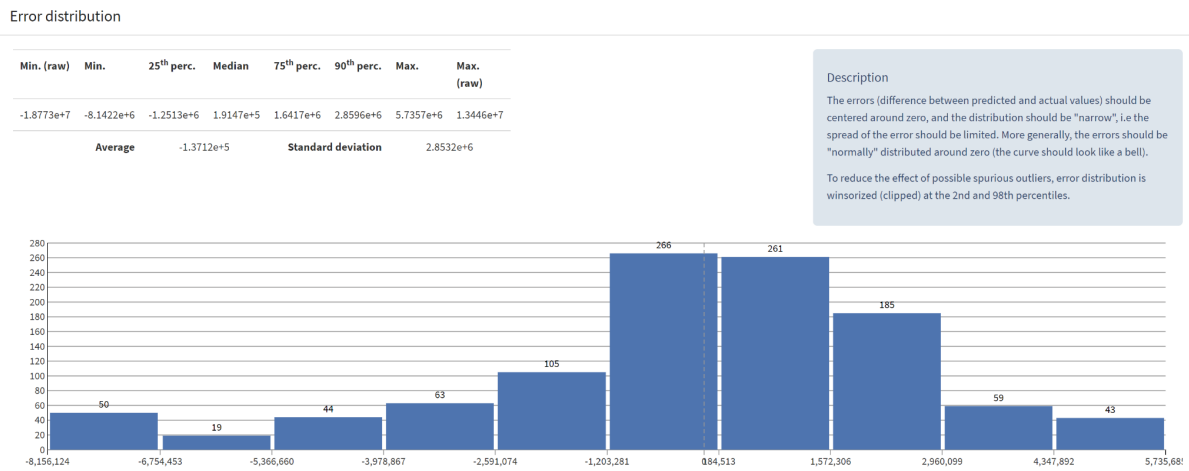 Error distribution
Min. (raw) Min. 25th perc. Median 75th perc. 90th perc. Max. Max. (raw)
-1.8773e+7 -8.1422e+6 -1.2513e+6 1.9147e+5 1.6417e+6 2.8596e+6 5.7357e+6 1.3446e+7
Average -1.3712e+5 Standard deviation 2.8532e+6
Description
The errors (difference between predicted and actual values) should be
centered around zero, and the distribution should be "narrow", i.e the
spread of the error should be limited. More generally, the errors should be
"normally" distributed around zero (the curve should look like a bell).
To reduce the effect of possible spurious outliers, error distribution is
winsorized (clipped) at the 2nd and 98th percentiles.
280
260
240
220
200
180
160
140
120
100
80
60
40
20
0
50
19
44
63
105
266
261
185
59
43
-8,156,124 -6,754,453 -5,366,660 -3,978,867 -2,591,074 -1,203,281 0 184,513 1,572,306 2,960,099 4,347,892